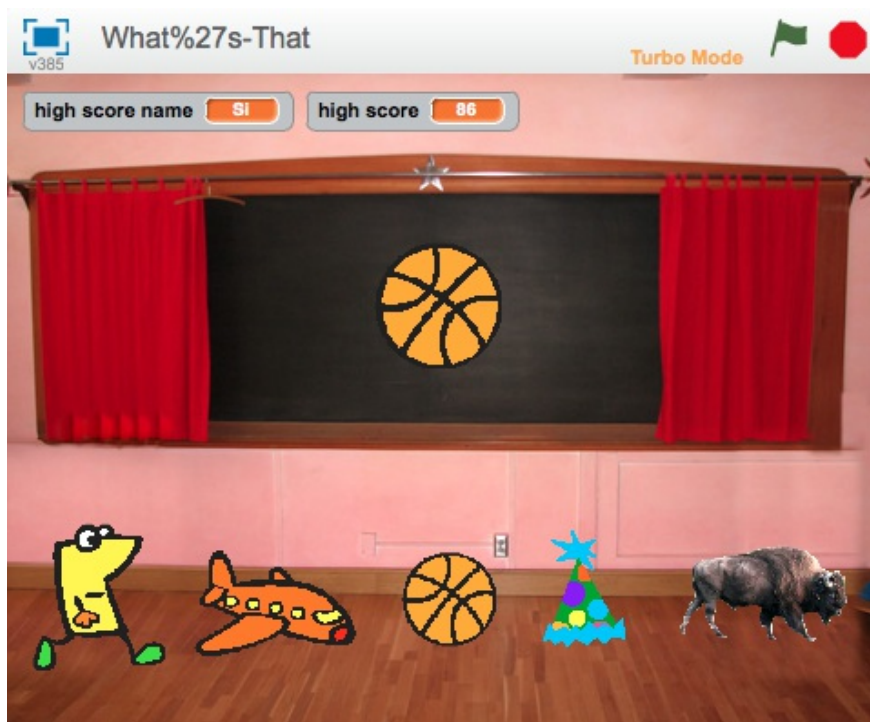 What%27s-That
v385
Turbo Mode
high score name Si
high score 86